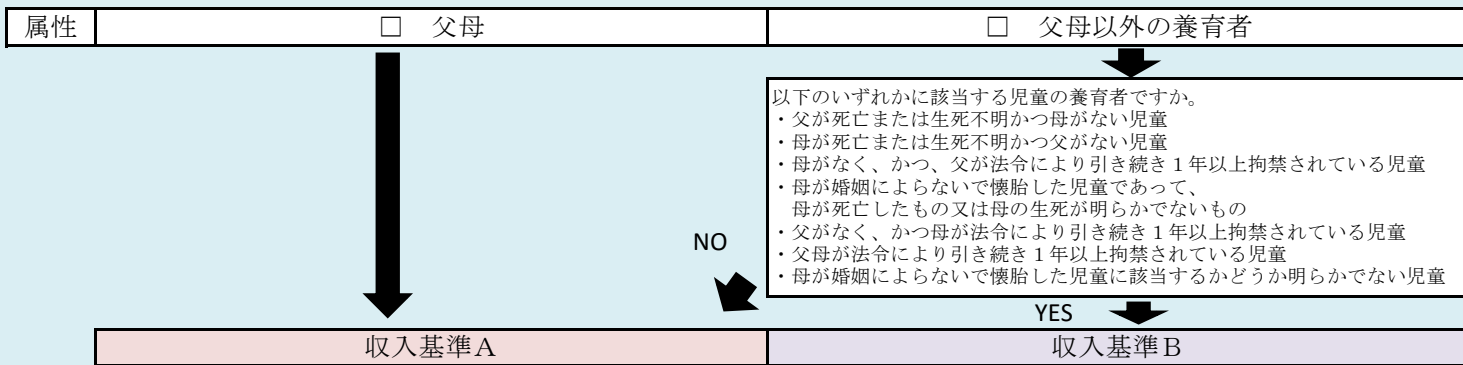 属性 □ 父母 □ 父母以外の養育者
以下のいずれかに該当する児童の養育者ですか。
・父が死亡または生死不明かつ母がない児童
・母が死亡または生死不明かつ父がない児童
・母がなく、かつ、父が法令により引き続き１年以上拘禁されている児童
・母が婚姻によらないで懐胎した児童であって、
母が死亡したもの又は母の生死が明らかでないもの
・父がなく、かつ母が法令により引き続き１年以上拘禁されている児童
・父母が法令により引き続き１年以上拘禁されている児童
・母が婚姻によらないで懐胎した児童に該当するかどうか明らかでない児童
NO
YES
収入基準Ａ 収入基準Ｂ